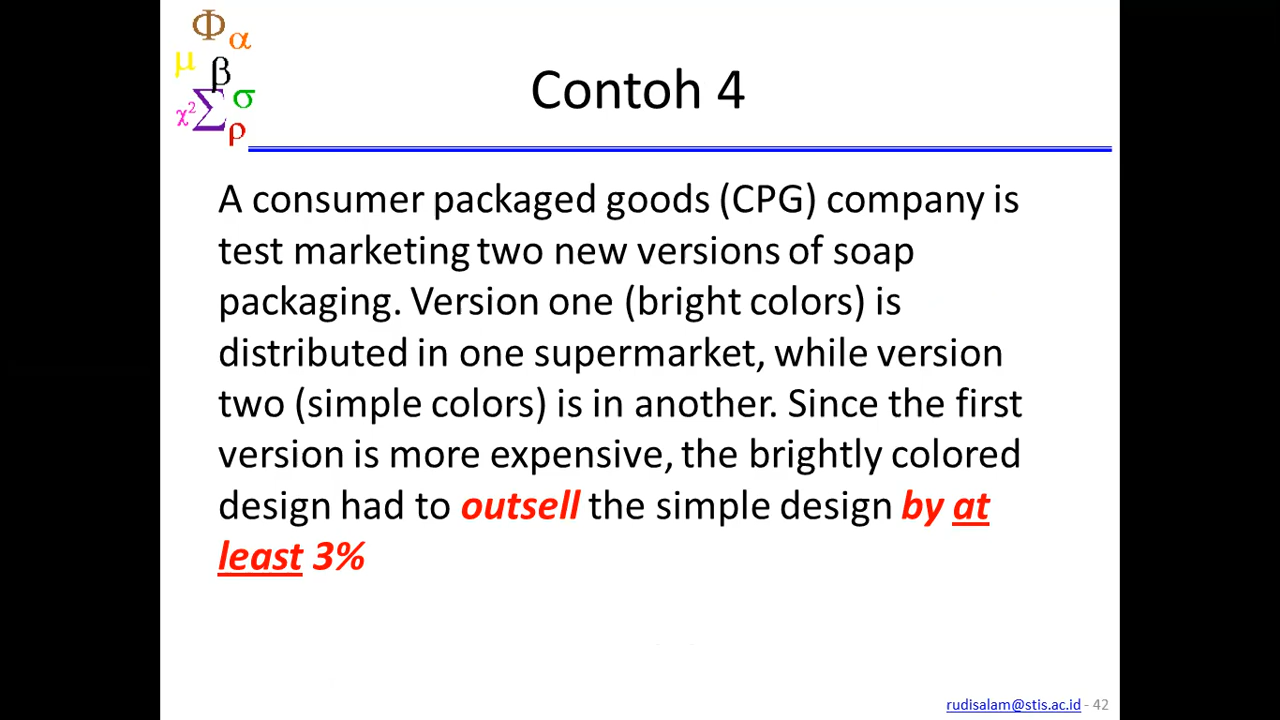 Φ α
μ β
χ² Σ σ
ρ
Contoh 4
A consumer packaged goods (CPG) company is
test marketing two new versions of soap
packaging. Version one (bright colors) is
distributed in one supermarket, while version
two (simple colors) is in another. Since the first
version is more expensive, the brightly colored
design had to outsell the simple design by at
least 3%
rudisalam@stis.ac.id - 42